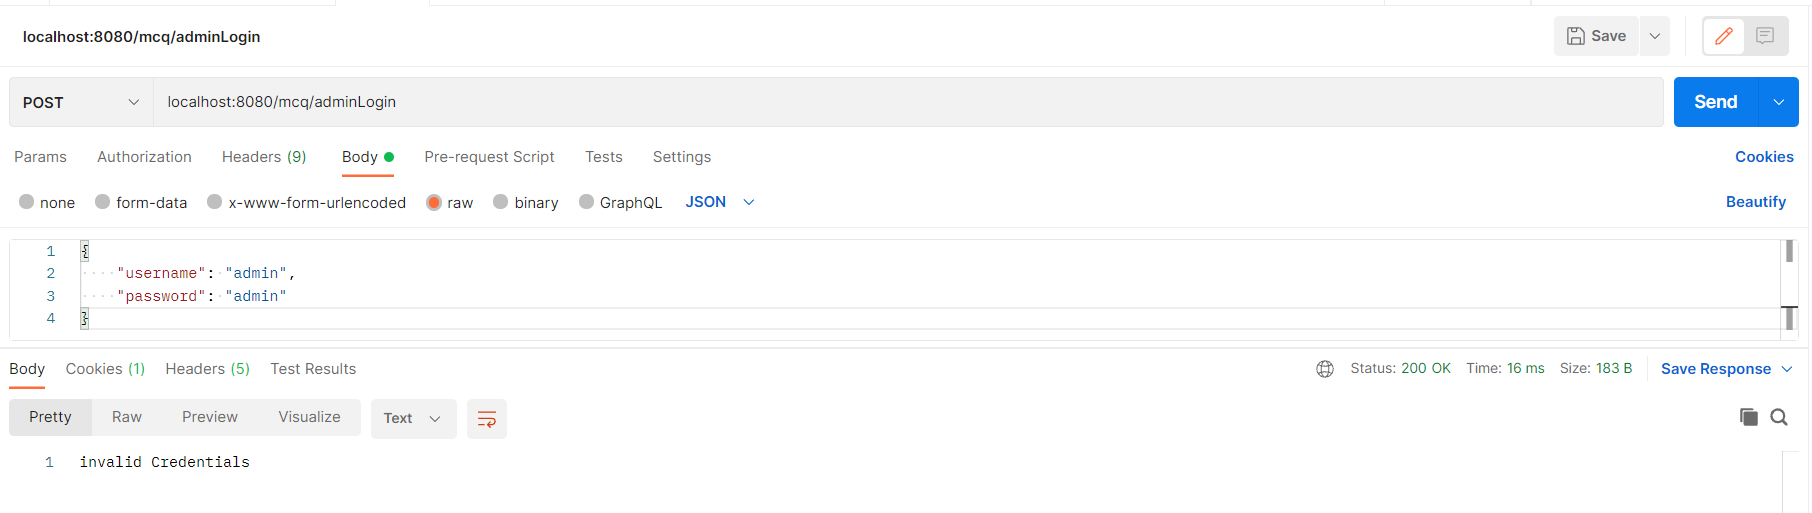 localhost:8080/mcq/adminLogin
Save
POST
localhost:8080/mcq/adminLogin
Send
Params Authorization Headers (9) Body Pre-request Script Tests Settings Cookies
none form-data x-www-form-urlencoded raw binary GraphQL JSON Beautify
1 {
2 "username": "admin",
3 "password": "admin"
4 }
Body Cookies (1) Headers (5) Test Results Status: 200 OK Time: 16 ms Size: 183 B Save Response
Pretty Raw Preview Visualize Text
1 invalid Credentials